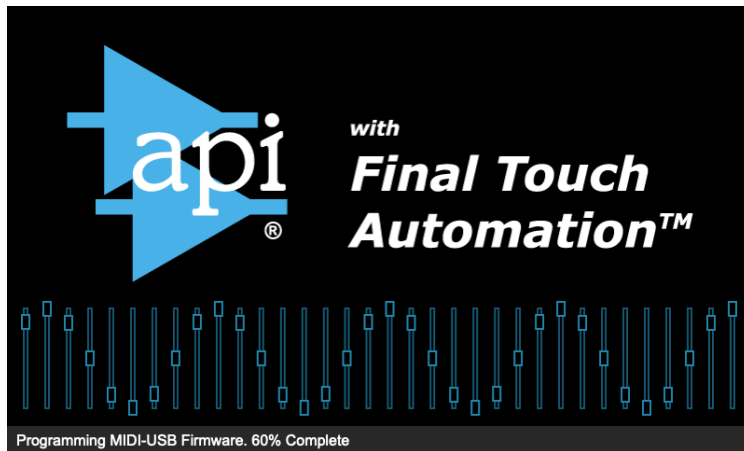 api
®
with
Final Touch
Automation™
Programming MIDI-USB Firmware. 60% Complete